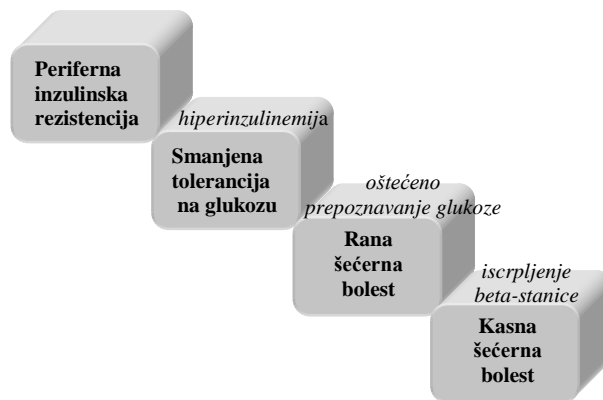 Periferna
inzulinska
rezistencija
hiperinzulinemija
Smanjena
tolerancija
na glukozu
oštećeno
prepoznavanje glukoze
Rana
šećerna
bolest
iscrpljenje
beta-stanice
Kasna
šećerna
bolest